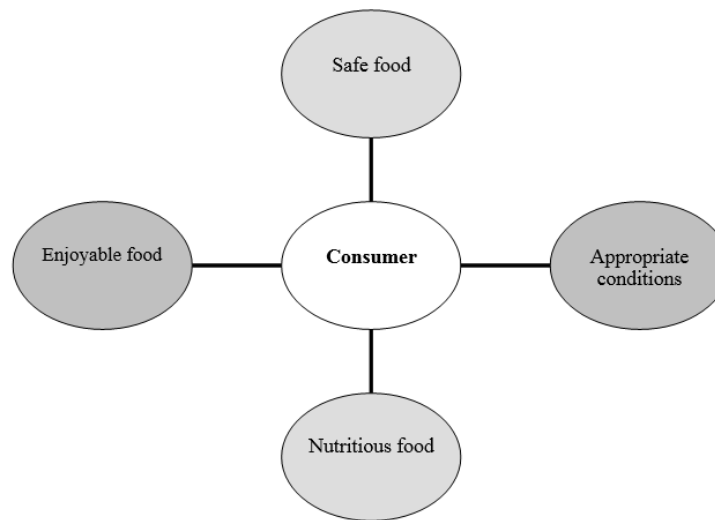 Safe food
Enjoyable food
Consumer
Appropriate
conditions
Nutritious food